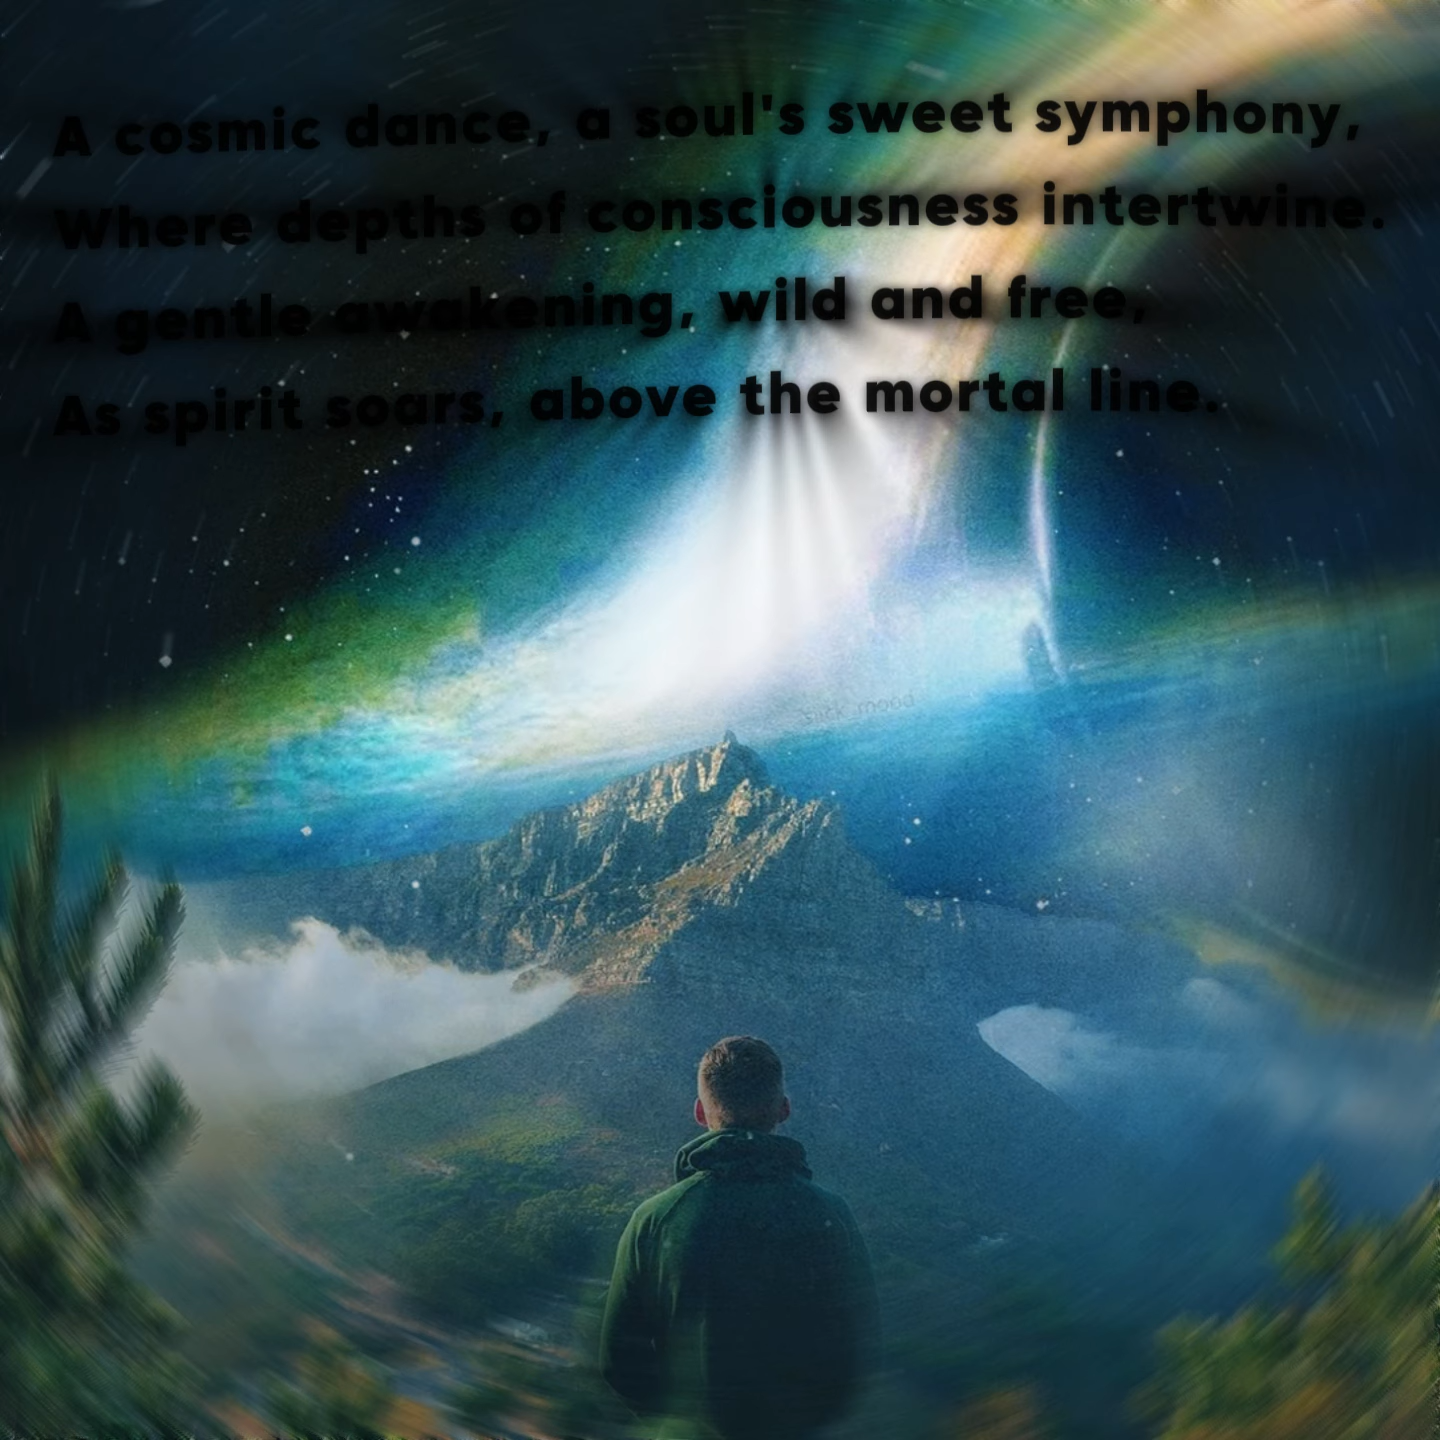 A cosmic dance, a soul's sweet symphony,
Where depths of consciousness intertwine.
A gentle awakening, wild and free,
As spirit soars, above the mortal line.